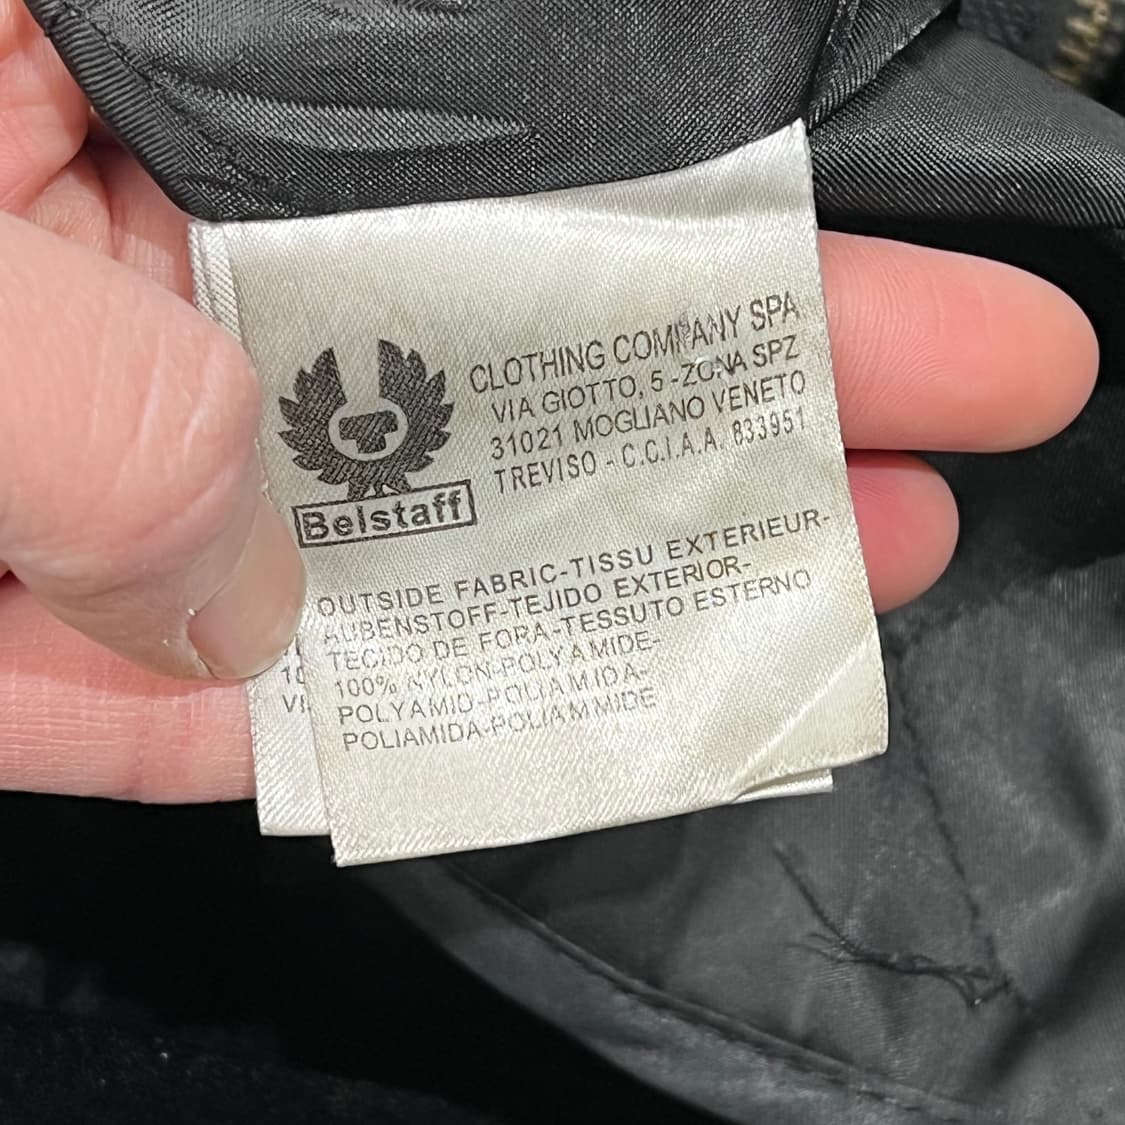 CLOTHING COMPANY SPA
VIA GIOTTO, 5 - ZONA SPZ
31021 MOGLIANO VENETO
TREVISO - C.C.I.A.A. 833951
Belstaff
OUTSIDE FABRIC-TISSU EXTERIEUR-
AUBENSTOFF-TEJIDO EXTERIOR-
TECIDO DE FORA-TESSUTO ESTERNO
100% NYLON-POLYAMIDE-
POLYAMID-POLIAMIDA-
POLIAMIDA-POLIAMMIDE